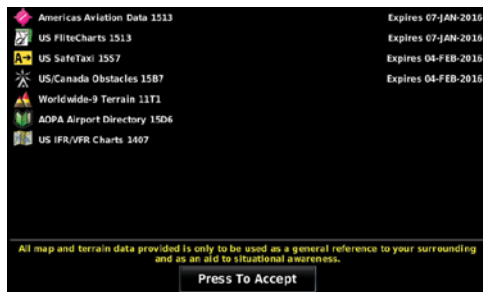 Americas Aviation Data 1513 Expires 07-JAN-2016
US FliteCharts 1513 Expires 07-JAN-2016
A→ US SafeTaxi 15S7 Expires 04-FEB-2016
US/Canada Obstacles 15B7 Expires 04-FEB-2016
Worldwide-9 Terrain 11T1
AOPA Airport Directory 15D6
US IFR/VFR Charts 1407
All map and terrain data provided is only to be used as a general reference to your surrounding
and as an aid to situational awareness.
Press To Accept